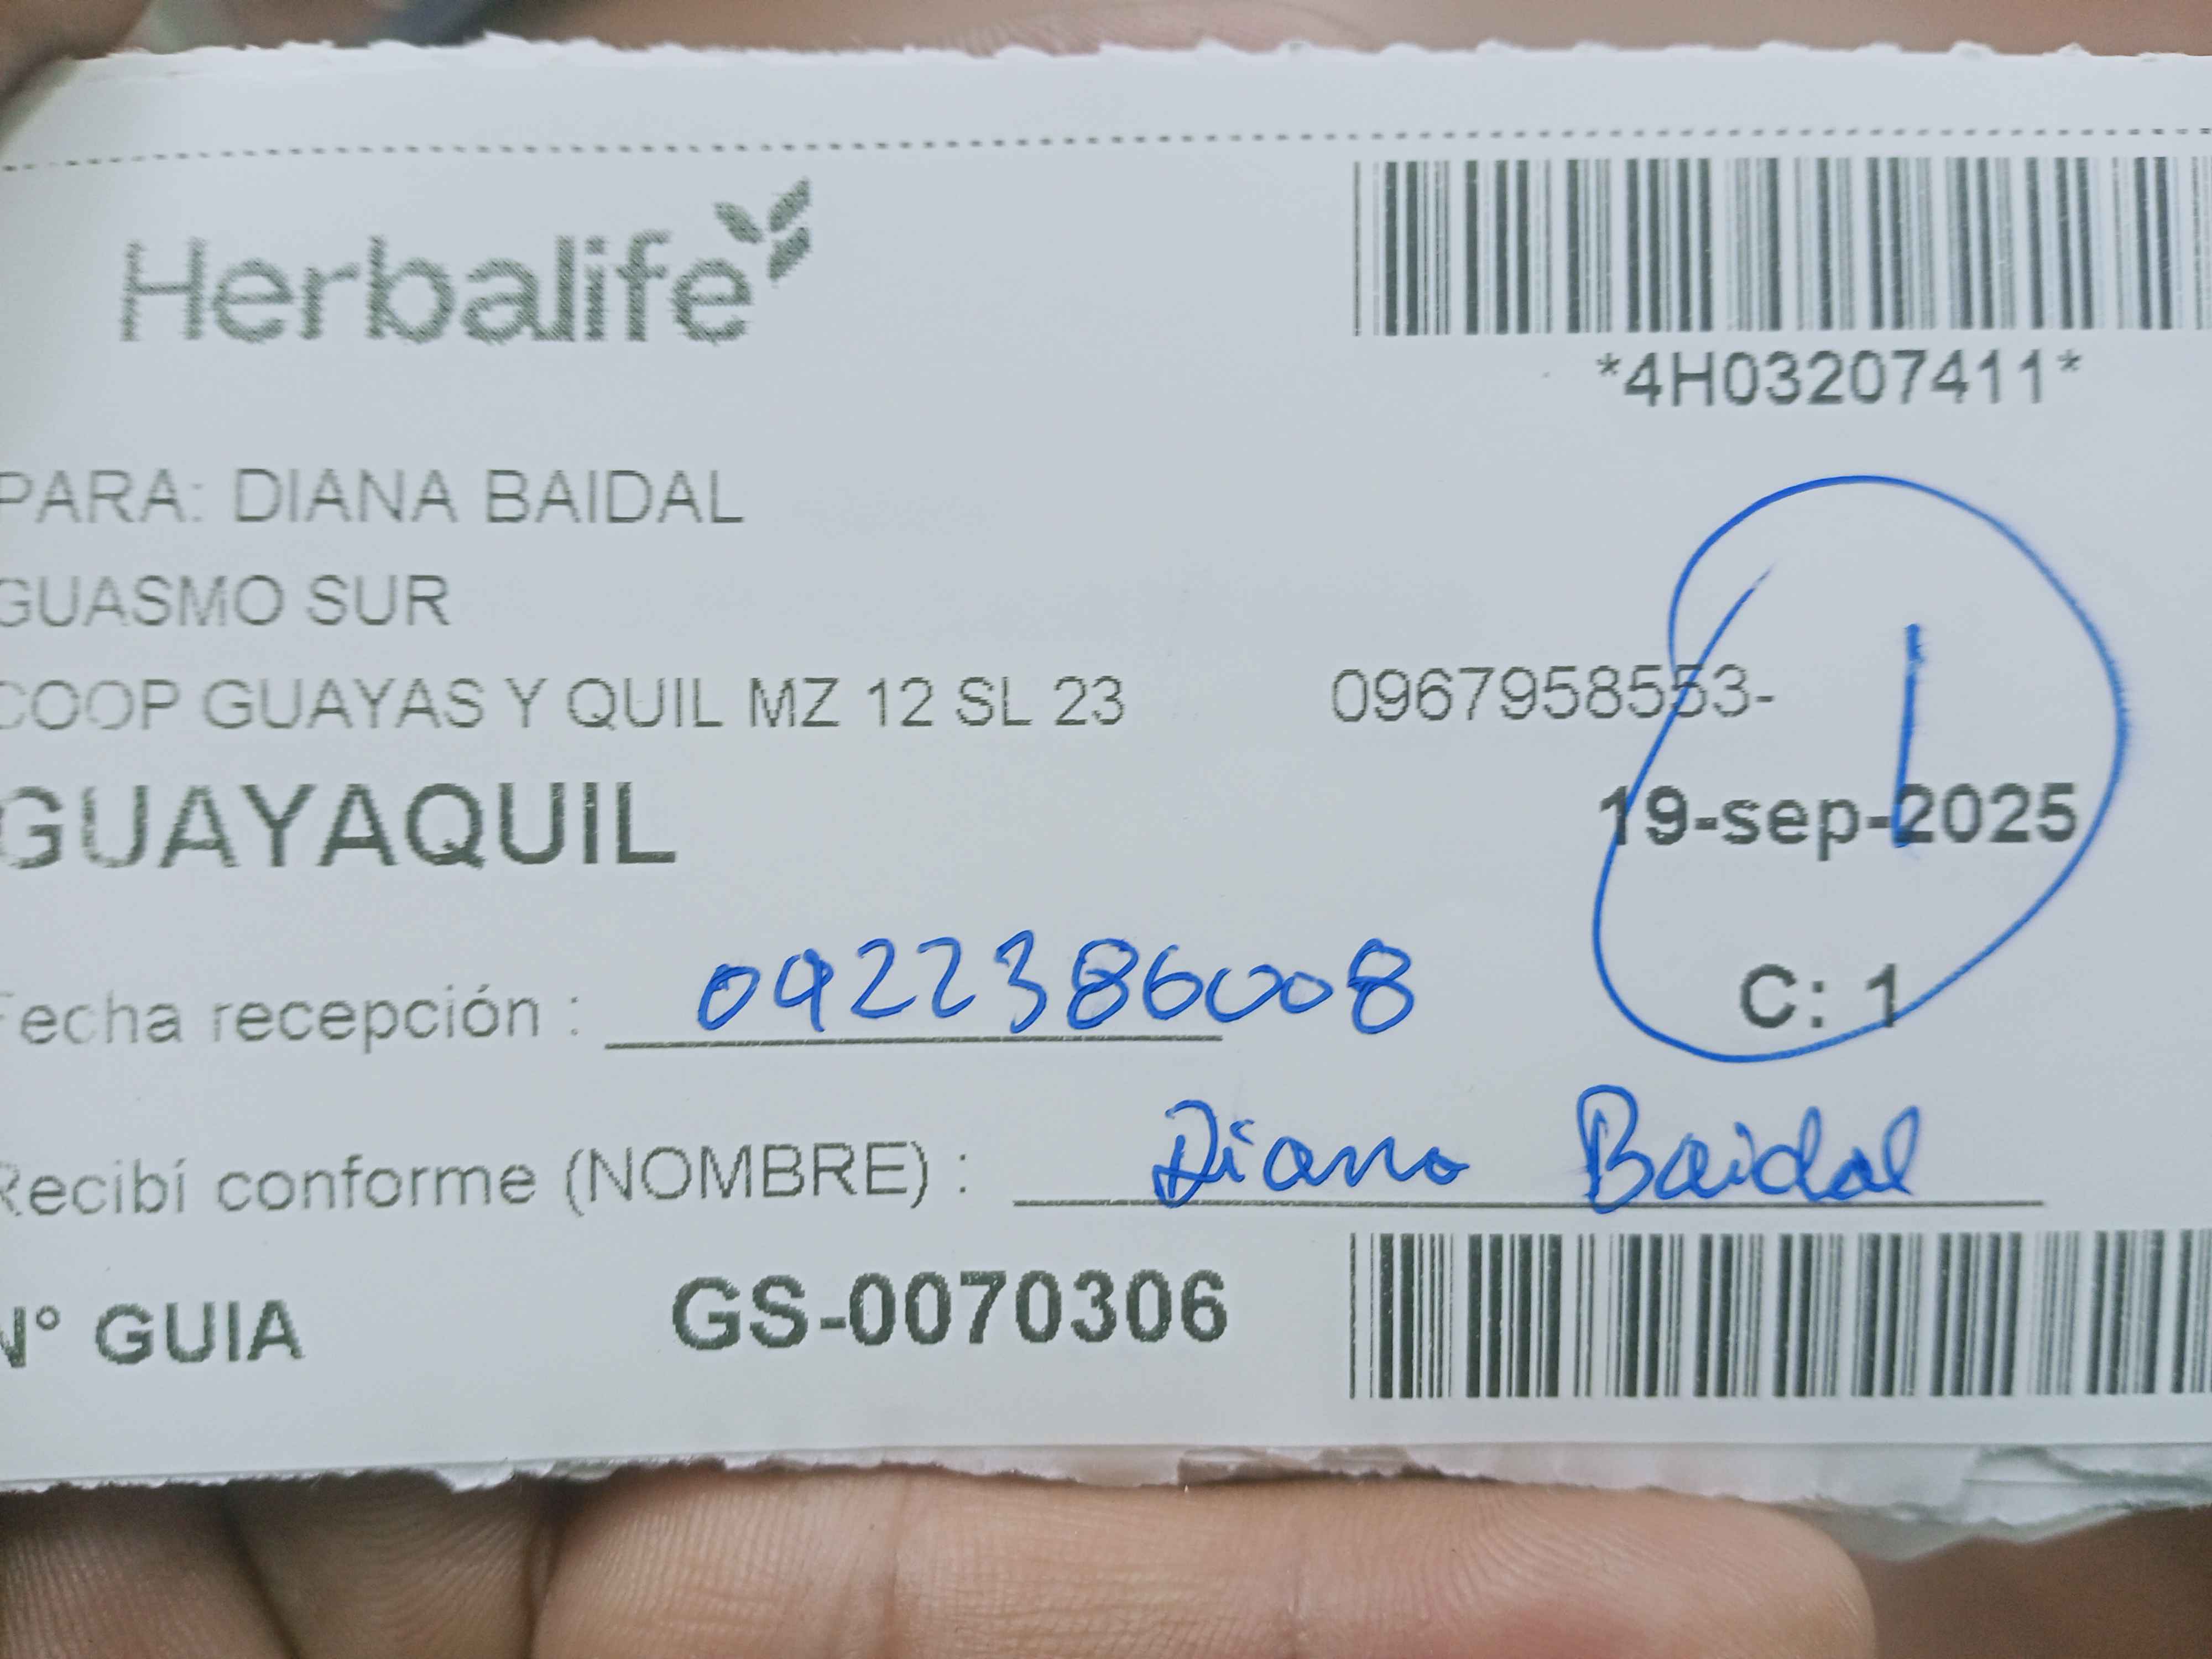 Herbalife
*4H03207411*
PARA: DIANA BAIDAL
GUASMO SUR
COOP GUAYAS Y QUIL MZ 12 SL 23 0967958553-
GUAYAQUIL 19-sep-2025
1
C: 1
Fecha recepción : 0922386008
Recibí conforme (NOMBRE) : Diana Baidal
N° GUIA GS-0070306